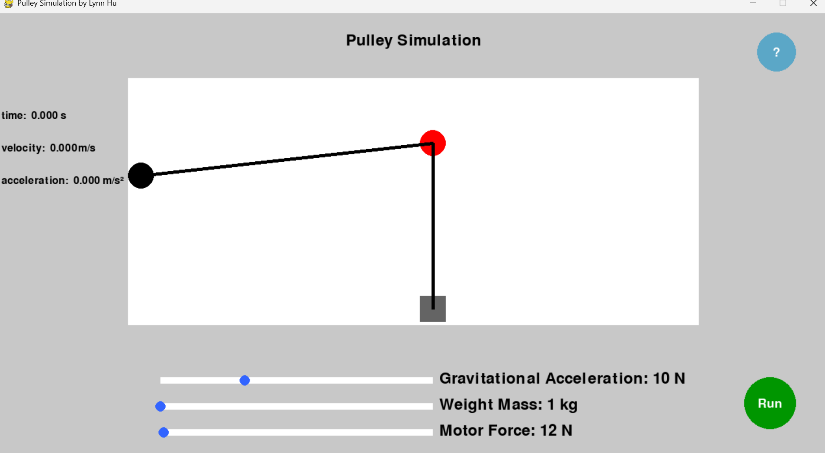 Pulley Simulation by Lynn Hu
Pulley Simulation
?
time: 0.000 s
velocity: 0.000m/s
acceleration: 0.000 m/s²
Gravitational Acceleration: 10 N
Weight Mass: 1 kg
Motor Force: 12 N
Run